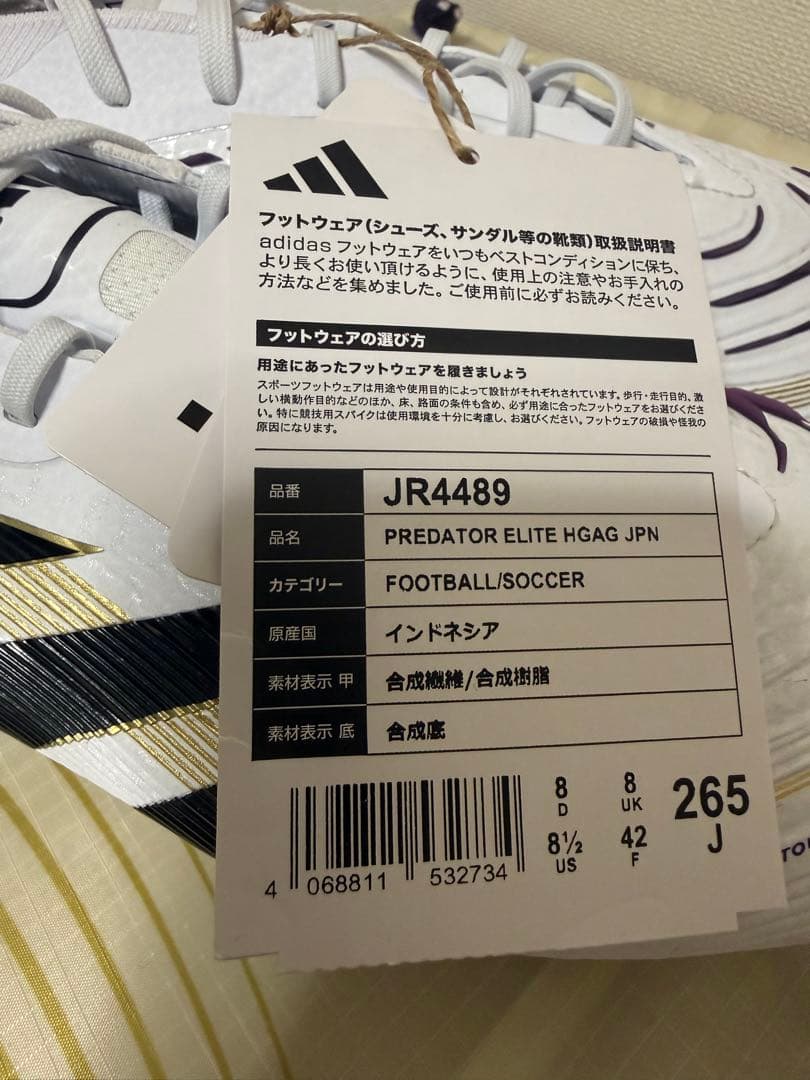 フットウェア(シューズ、サンダル等の靴類)取扱説明書
adidas フットウェアをいつもベストコンディションに保ち、
より長くお使い頂けるように、使用上の注意やお手入れの
方法などを集めました。ご使用前に必ずお読みください。
フットウェアの選び方
用途にあったフットウェアを履きましょう
スポーツフットウェアは用途や使用目的によって設計がそれぞれされています。歩行・走行目的、激
しい横動作目的などのほか、床、路面の条件も含め、必ず用途に合ったフットウェアをお選びくださ
い。特に競技用スパイクは使用環境を十分に考慮し、お選びください。フットウェアの破損や怪我の
原因になります。
品番 JR4489
品名 PREDATOR ELITE HGAG JPN
カテゴリー FOOTBALL/SOCCER
原産国 インドネシア
素材表示 甲 合成繊維/合成樹脂
素材表示 底 合成底
8 D 8 UK 265 J
8½ US 42 F
4 068811 532734